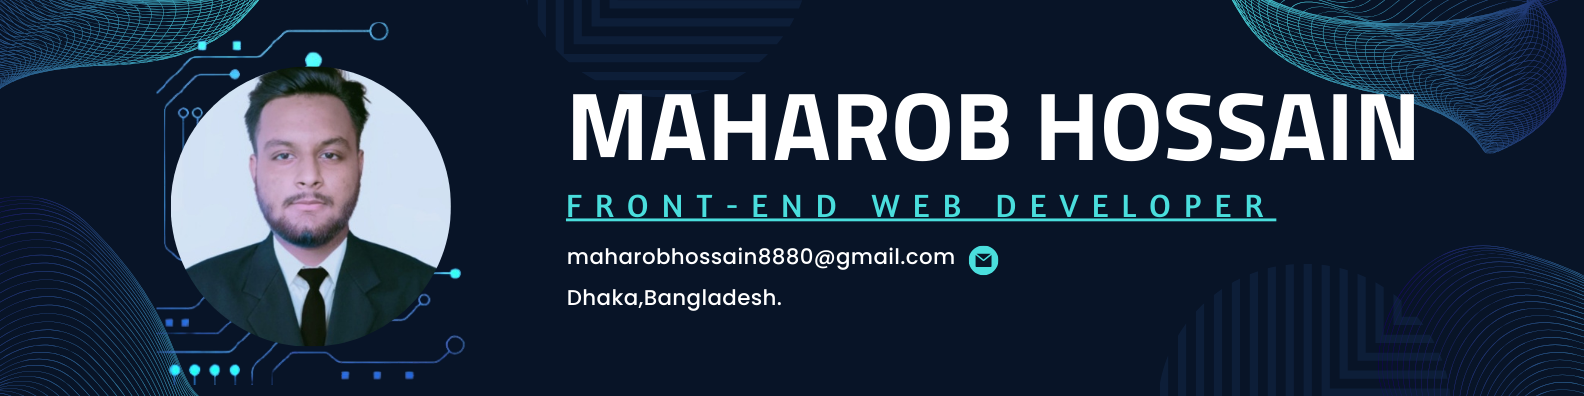 MAHAROB HOSSAIN
FRONT-END WEB DEVELOPER
maharobhossain8880@gmail.com
Dhaka,Bangladesh.